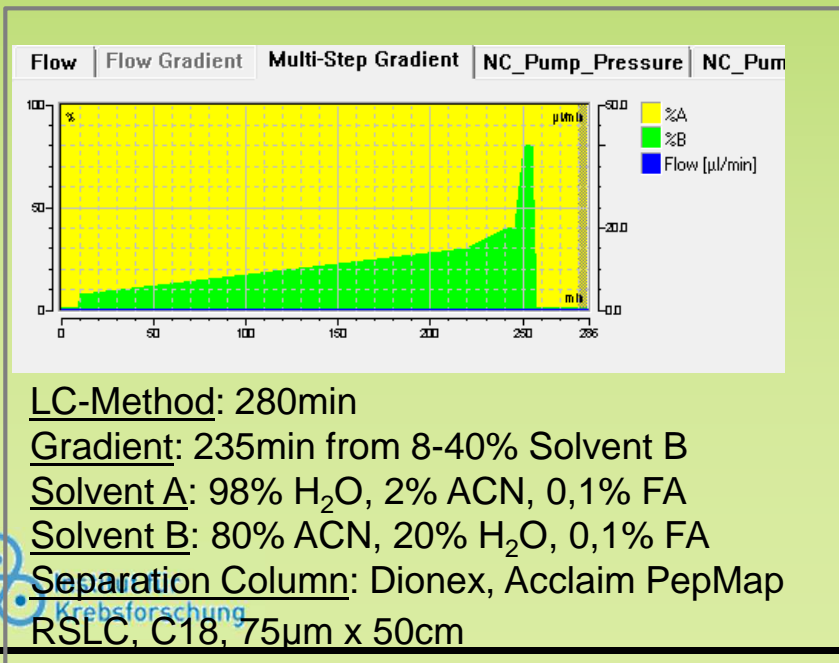 Flow Flow Gradient Multi-Step Gradient NC_Pump_Pressure NC_Pum
100 % µl/min 50.0
%A
%B
Flow [µl/min]
50
20.0
0 min 0.0
0 50 100 150 200 250 286
LC-Method: 280min
Gradient: 235min from 8-40% Solvent B
Solvent A: 98% H₂O, 2% ACN, 0,1% FA
Solvent B: 80% ACN, 20% H₂O, 0,1% FA
Separation Column: Dionex, Acclaim PepMap
Krebsforschung
RSLC, C18, 75µm x 50cm